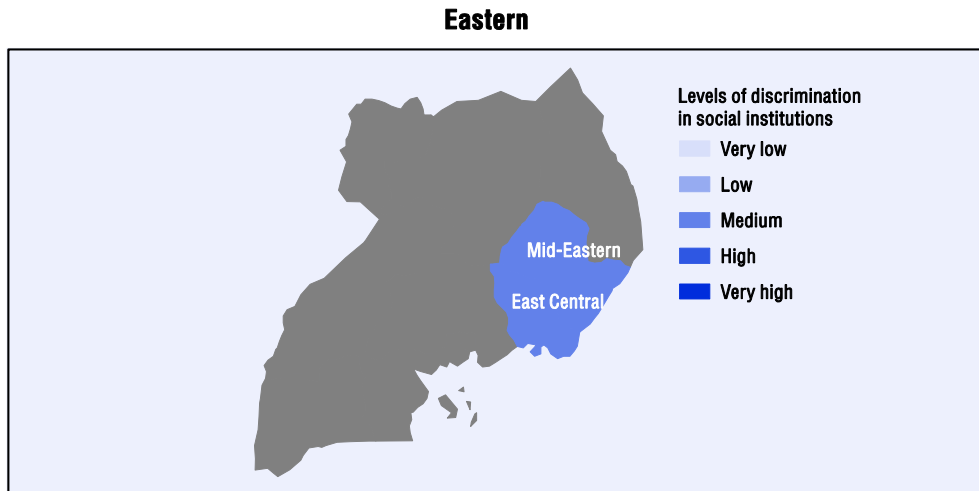 Eastern
Levels of discrimination
in social institutions
Very low
Low
Medium
High
Very high
Mid-Eastern
East Central